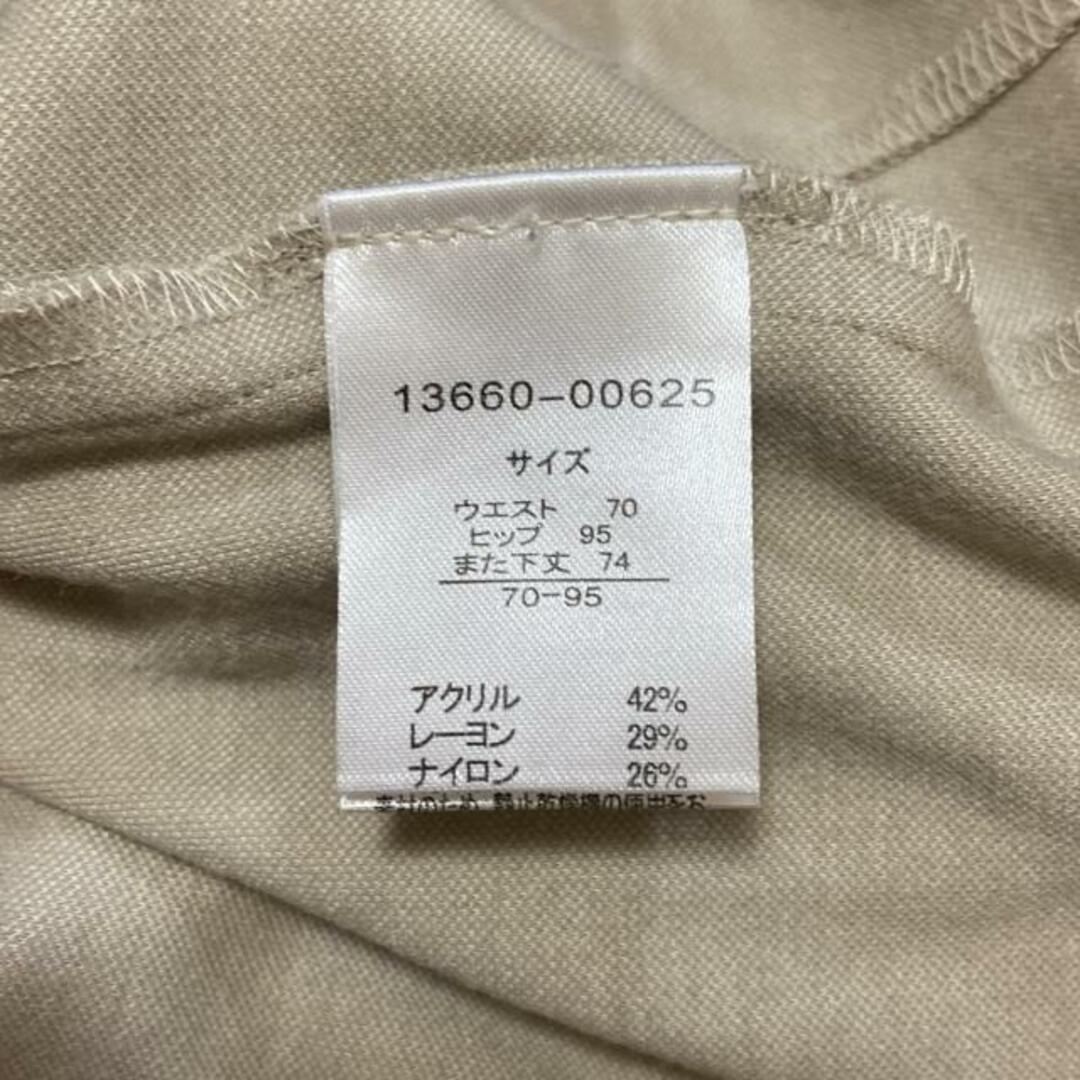 13660-00625
サイズ
ウエスト 70
ヒップ 95
また下丈 74
70-95
アクリル 42%
レーヨン 29%
ナイロン 26%